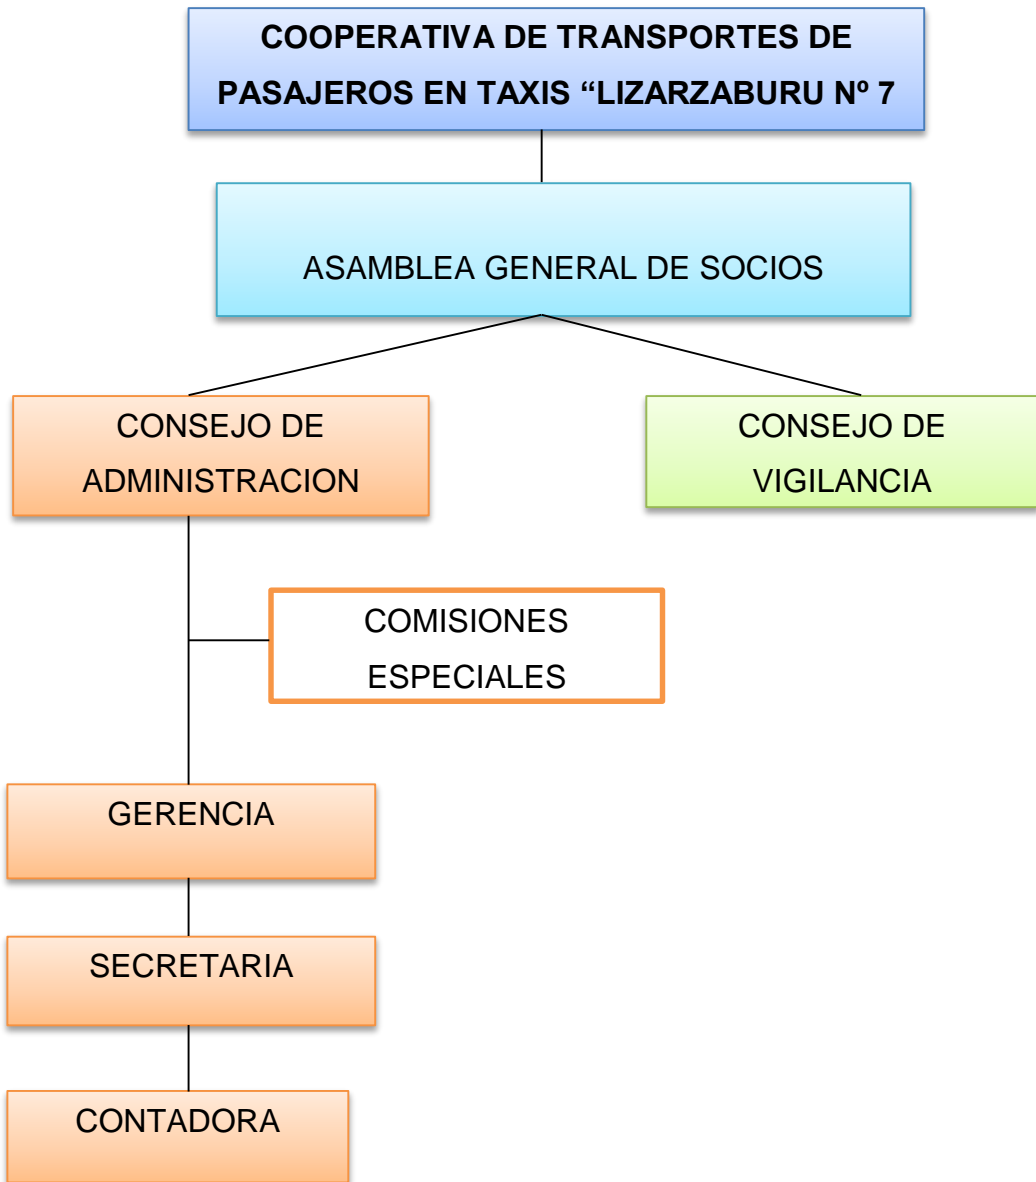 COOPERATIVA DE TRANSPORTES DE
PASAJEROS EN TAXIS “LIZARZABURU Nº 7
ASAMBLEA GENERAL DE SOCIOS
CONSEJO DE
ADMINISTRACION
CONSEJO DE
VIGILANCIA
COMISIONES
ESPECIALES
GERENCIA
SECRETARIA
CONTADORA